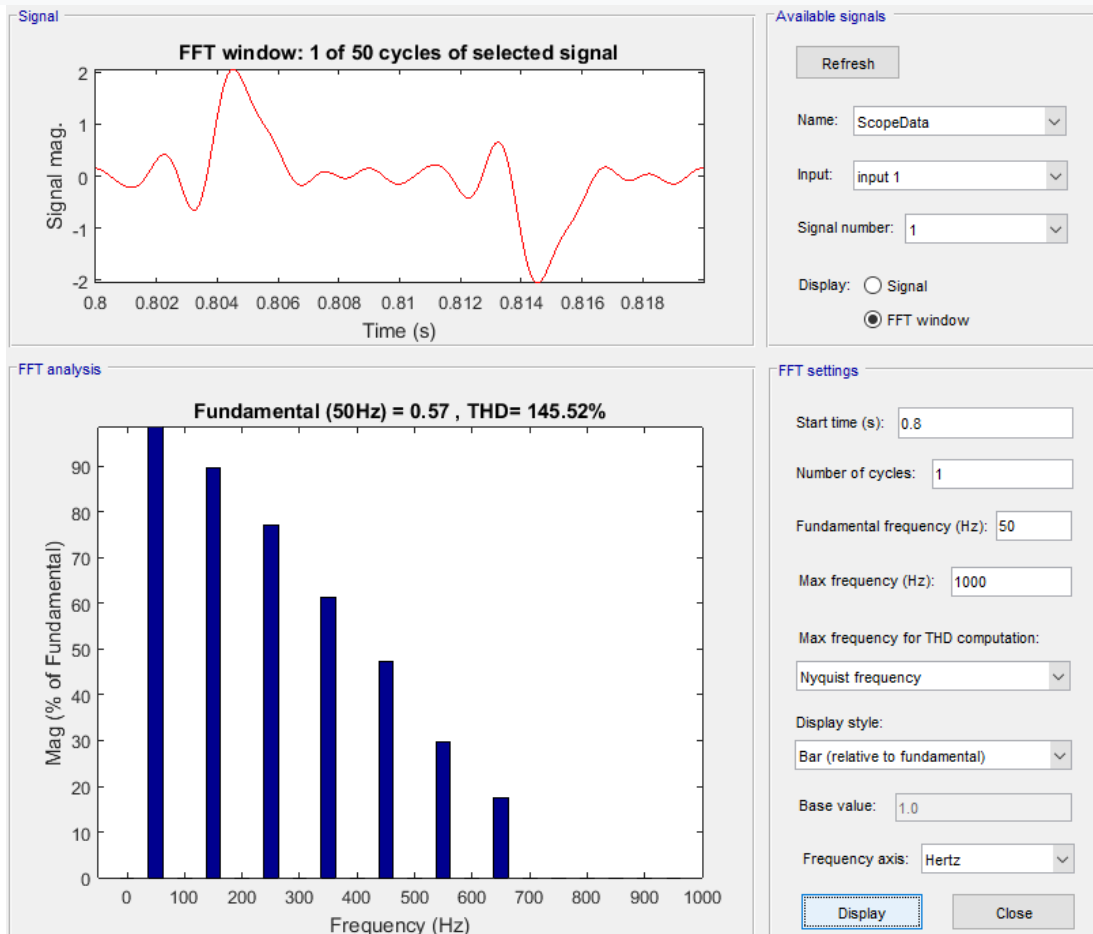 Signal
FFT window: 1 of 50 cycles of selected signal
2
1
0
-1
-2
Signal mag.
0.8 0.802 0.804 0.806 0.808 0.81 0.812 0.814 0.816 0.818
Time (s)
Available signals
Refresh
Name: ScopeData
Input: input 1
Signal number: 1
Display: Signal
FFT window
FFT analysis
Fundamental (50Hz) = 0.57 , THD= 145.52%
90
80
70
60
50
40
30
20
10
0
Mag (% of Fundamental)
0 100 200 300 400 500 600 700 800 900 1000
Frequency (Hz)
FFT settings
Start time (s): 0.8
Number of cycles: 1
Fundamental frequency (Hz): 50
Max frequency (Hz): 1000
Max frequency for THD computation:
Nyquist frequency
Display style:
Bar (relative to fundamental)
Base value: 1.0
Frequency axis: Hertz
Display Close